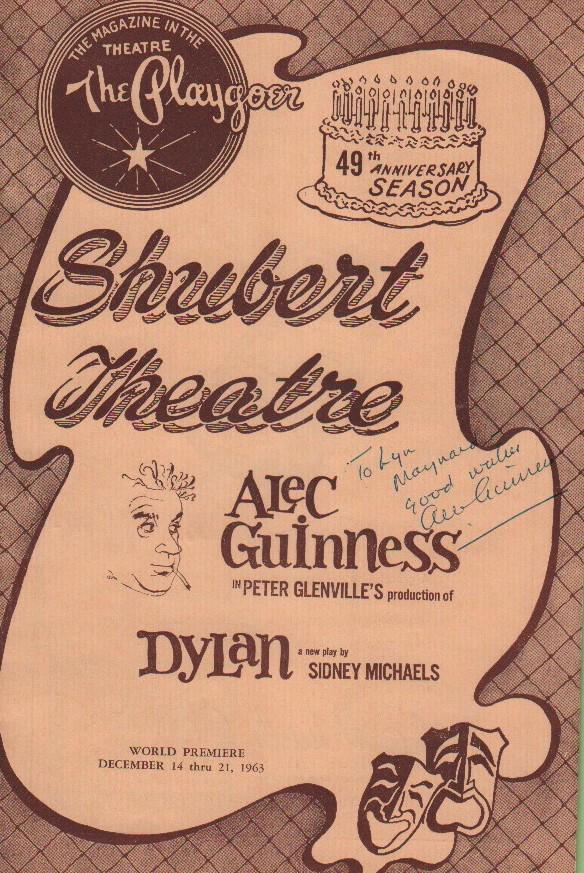 THE MAGAZINE IN THE
THEATRE
The Playgoer
49th ANNIVERSARY
SEASON
Shubert
Theatre
To Lyn
Maynard
good wishes
Alec Guinness
ALEC
GUINNESS
IN PETER GLENVILLE'S production of
DYLAN
a new play by
SIDNEY MICHAELS
WORLD PREMIERE
DECEMBER 14 thru 21, 1963